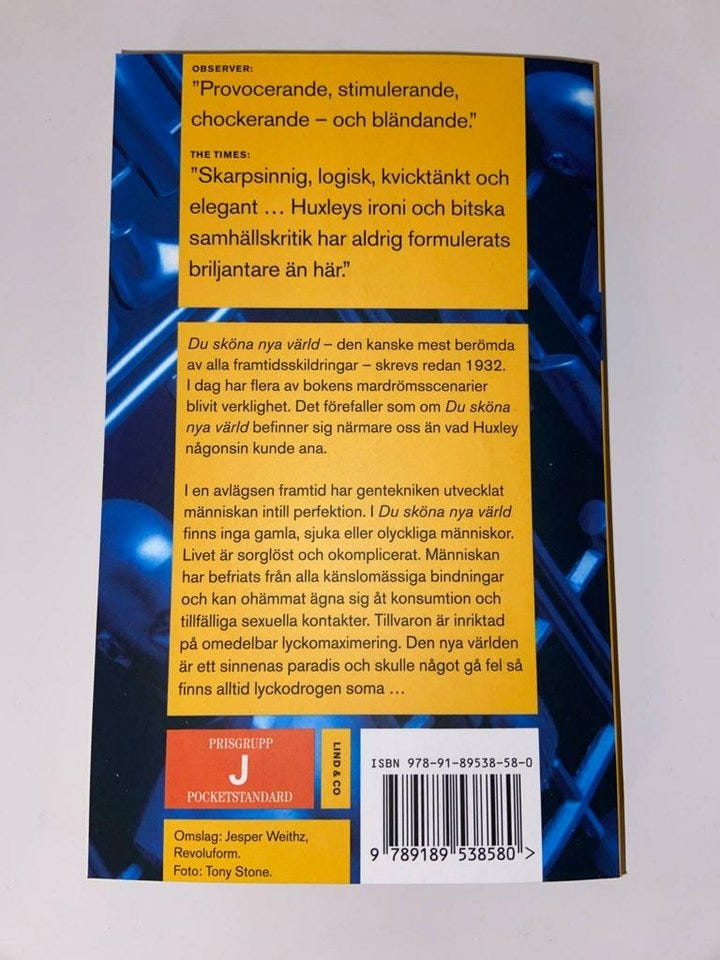 OBSERVER:
”Provocerande, stimulerande,
chockerande – och bländande.”
THE TIMES:
”Skarpsinnig, logisk, kvicktänkt och
elegant … Huxleys ironi och bitska
samhällskritik har aldrig formulerats
briljantare än här.”
Du sköna nya värld – den kanske mest berömda
av alla framtidsskildringar – skrevs redan 1932.
I dag har flera av bokens mardrömsscenarier
blivit verklighet. Det förefaller som om Du sköna
nya värld befinner sig närmare oss än vad Huxley
någonsin kunde ana.
I en avlägsen framtid har gentekniken utvecklat
människan intill perfektion. I Du sköna nya värld
finns inga gamla, sjuka eller olyckliga människor.
Livet är sorglöst och okomplicerat. Människan
har befriats från alla känslomässiga bindningar
och kan ohämmat ägna sig åt konsumtion och
tillfälliga sexuella kontakter. Tillvaron är inriktad
på omedelbar lyckomaximering. Den nya världen
är ett sinnenas paradis och skulle något gå fel så
finns alltid lyckodrogen soma …
PRISGRUPP
J
POCKETSTANDARD
LIND & CO
ISBN 978-91-89538-58-0
9 789189 538580 >
Omslag: Jesper Weithz,
Revoluform.
Foto: Tony Stone.